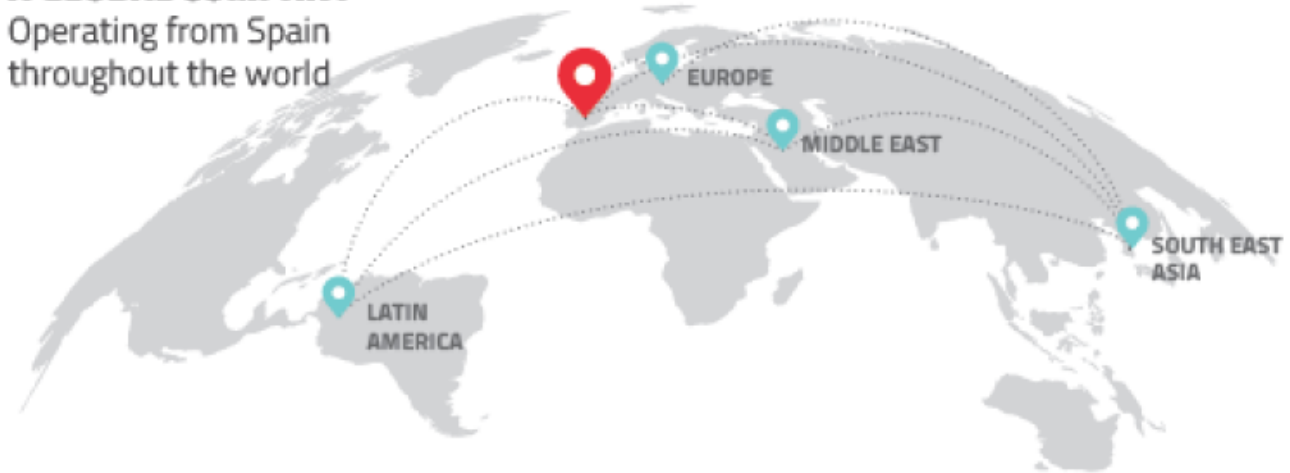 Operating from Spain
throughout the world
EUROPE
MIDDLE EAST
SOUTH EAST
ASIA
LATIN
AMERICA